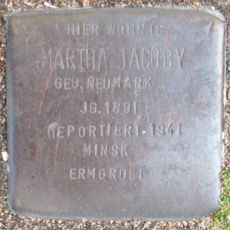 HIER WOHNTE
MARTHA JACOBY
GEB. NEUMARK
JG. 1891
DEPORTIERT 1941
MINSK
ERMORDET